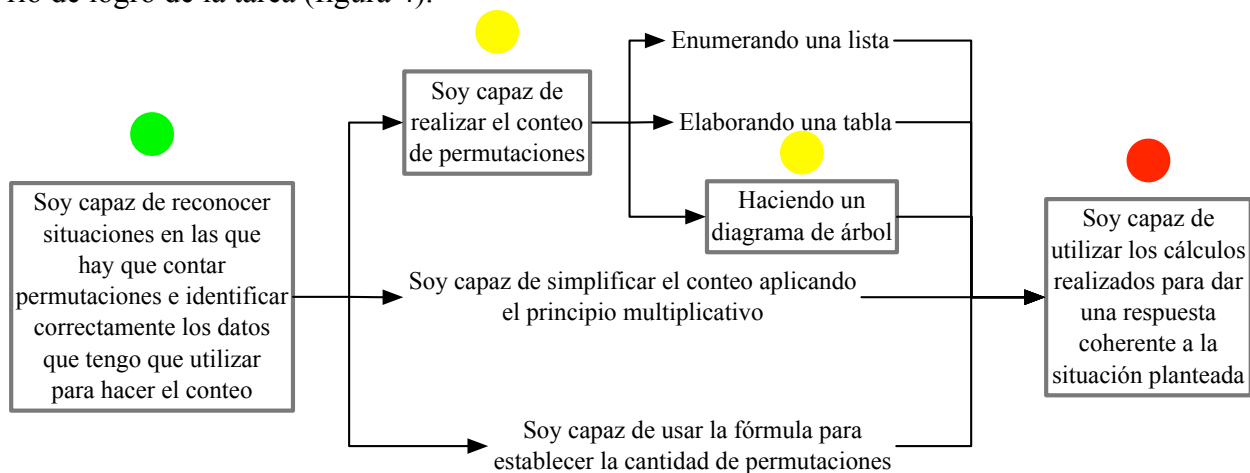 rio de logro de la tarea (figura 4).
Soy capaz de reconocer
situaciones en las que
hay que contar
permutaciones e identificar
correctamente los datos
que tengo que utilizar
para hacer el conteo
Soy capaz de
realizar el conteo
de permutaciones
Enumerando una lista
Elaborando una tabla
Haciendo un
diagrama de árbol
Soy capaz de simplificar el conteo aplicando
el principio multiplicativo
Soy capaz de usar la fórmula para
establecer la cantidad de permutaciones
Soy capaz de
utilizar los cálculos
realizados para dar
una respuesta
coherente a la
situación planteada